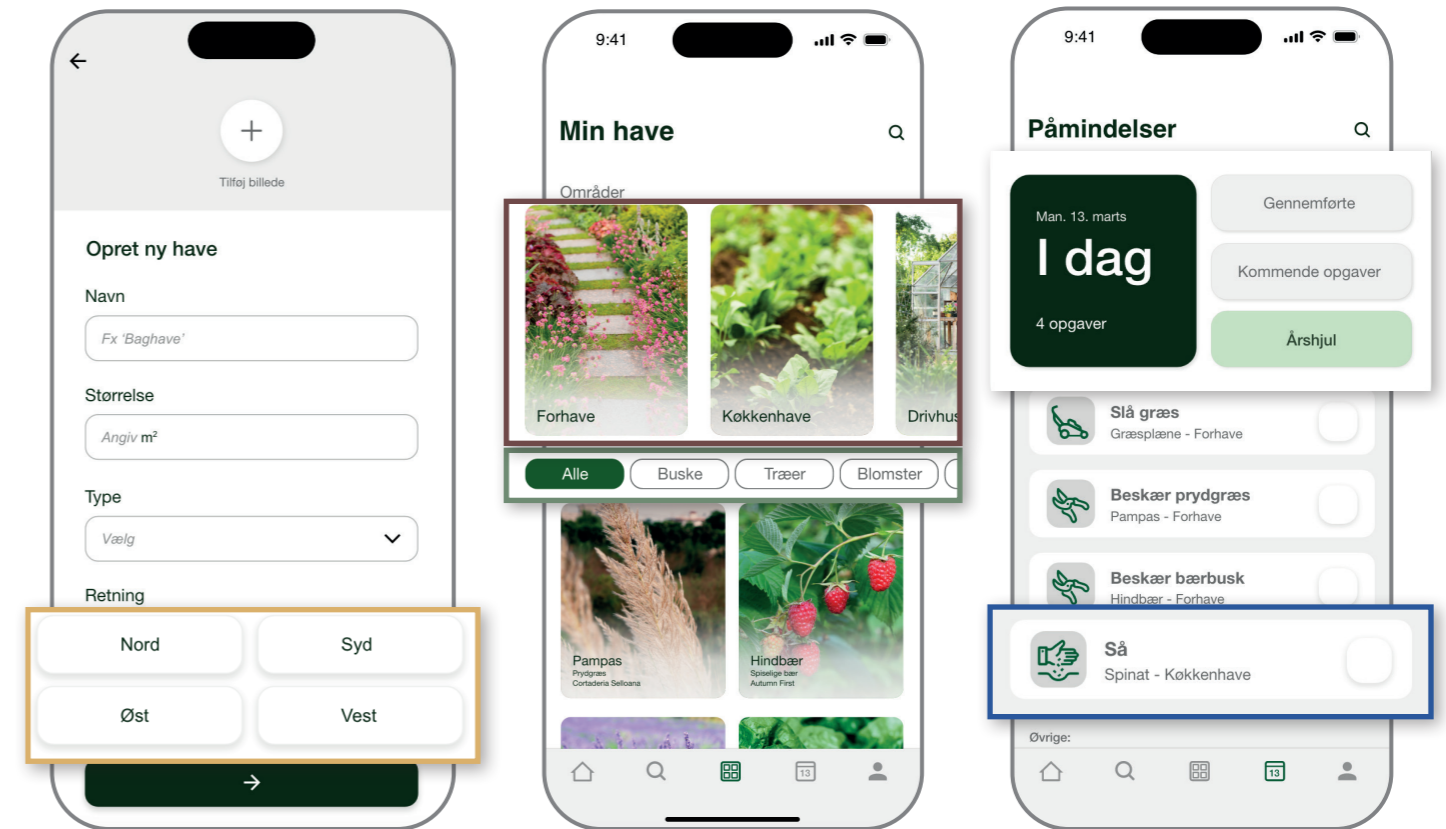 Tilføj billede
Opret ny have
Navn
Fx 'Baghave'
Størrelse
Angiv m²
Type
Vælg
Retning
Nord
Syd
Øst
Vest
9:41
Min have
Områder
Forhave
Køkkenhave
Drivhus
Alle
Buske
Træer
Blomster
Pampas
Prydgræs
Cortaderia Selloana
Hindbær
Spiselige bær
Autumn First
13
9:41
Påmindelser
Man. 13. marts
I dag
4 opgaver
Gennemførte
Kommende opgaver
Årshjul
Slå græs
Græsplæne - Forhave
Beskær prydgræs
Pampas - Forhave
Beskær bærbusk
Hindbær - Forhave
Så
Spinat - Køkkenhave
Øvrige:
13